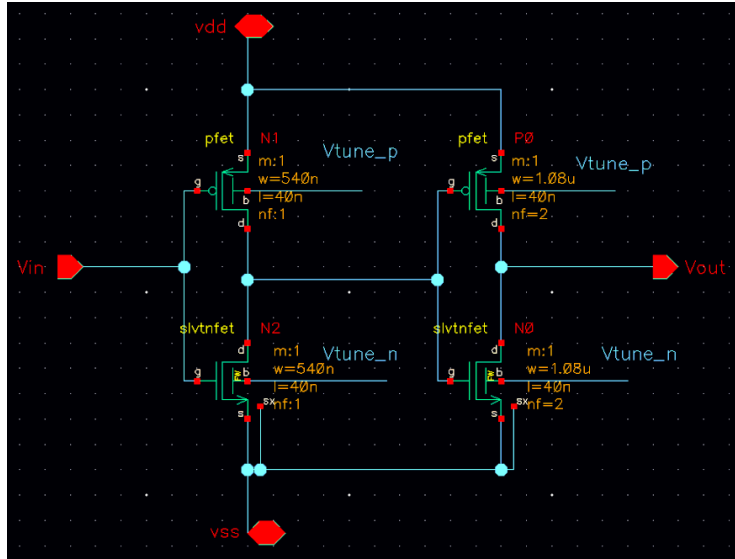 vdd
pfet
N1
Vtune_p
s
m:1
w=540n
g
l=40n
b
nf:1
d
pfet
P0
Vtune_p
s
m:1
w=1.08u
g
l=40n
b
nf=2
d
Vin
Vout
slvtnfet
N2
Vtune_n
d
m:1
w=540n
g
PW
b
l=40n
sx
nf:1
s
slvtnfet
N0
Vtune_n
d
m:1
w=1.08u
g
PW
b
l=40n
sx
nf=2
s
vss